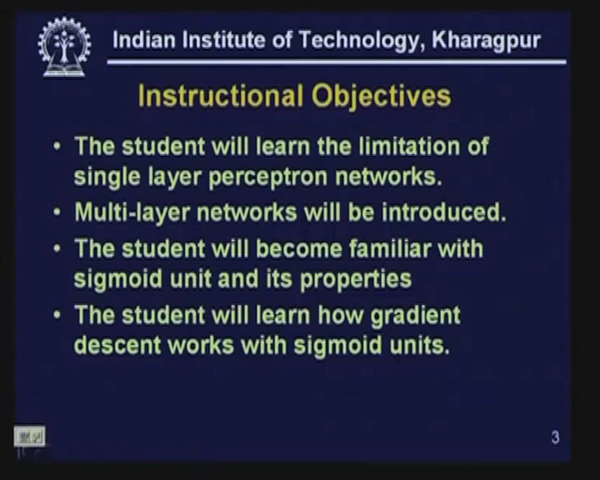 Indian Institute of Technology, Kharagpur
Instructional Objectives
• The student will learn the limitation of
single layer perceptron networks.
• Multi-layer networks will be introduced.
• The student will become familiar with
sigmoid unit and its properties
• The student will learn how gradient
descent works with sigmoid units.
3